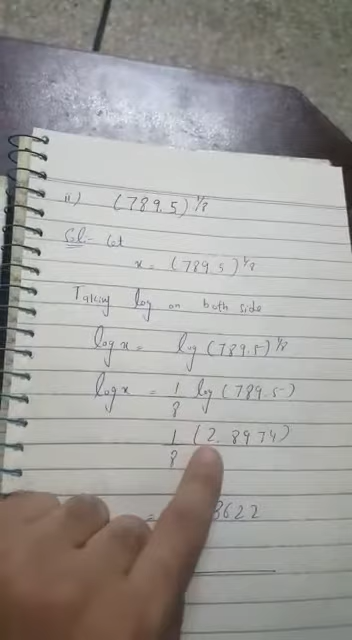 ii) (789.5)^1/8
Sol:- Let
x = (789.5)^1/8
Taking log on both side
log x = log (789.5)^1/8
log x = 1/8 log (789.5)
1/8 (2.8974)
= 3622